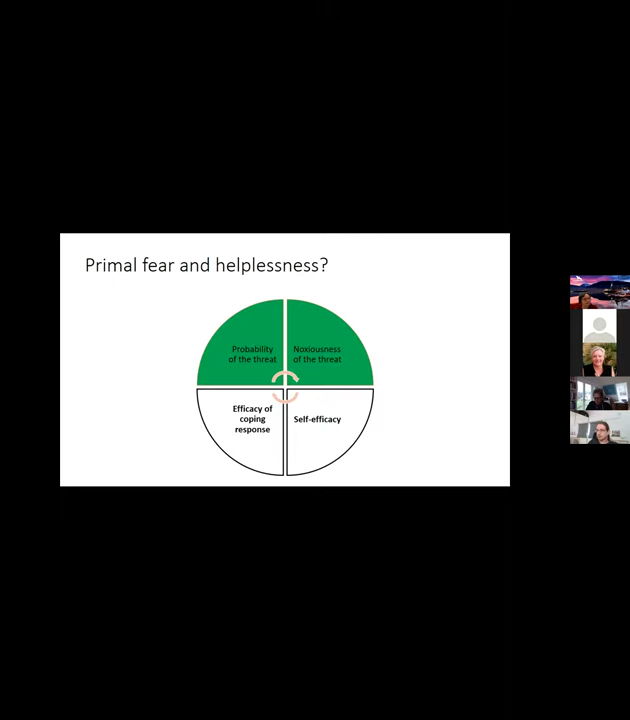 Primal fear and helplessness?
Probability
of the threat
Noxiousness
of the threat
Efficacy of
coping
response
Self-efficacy